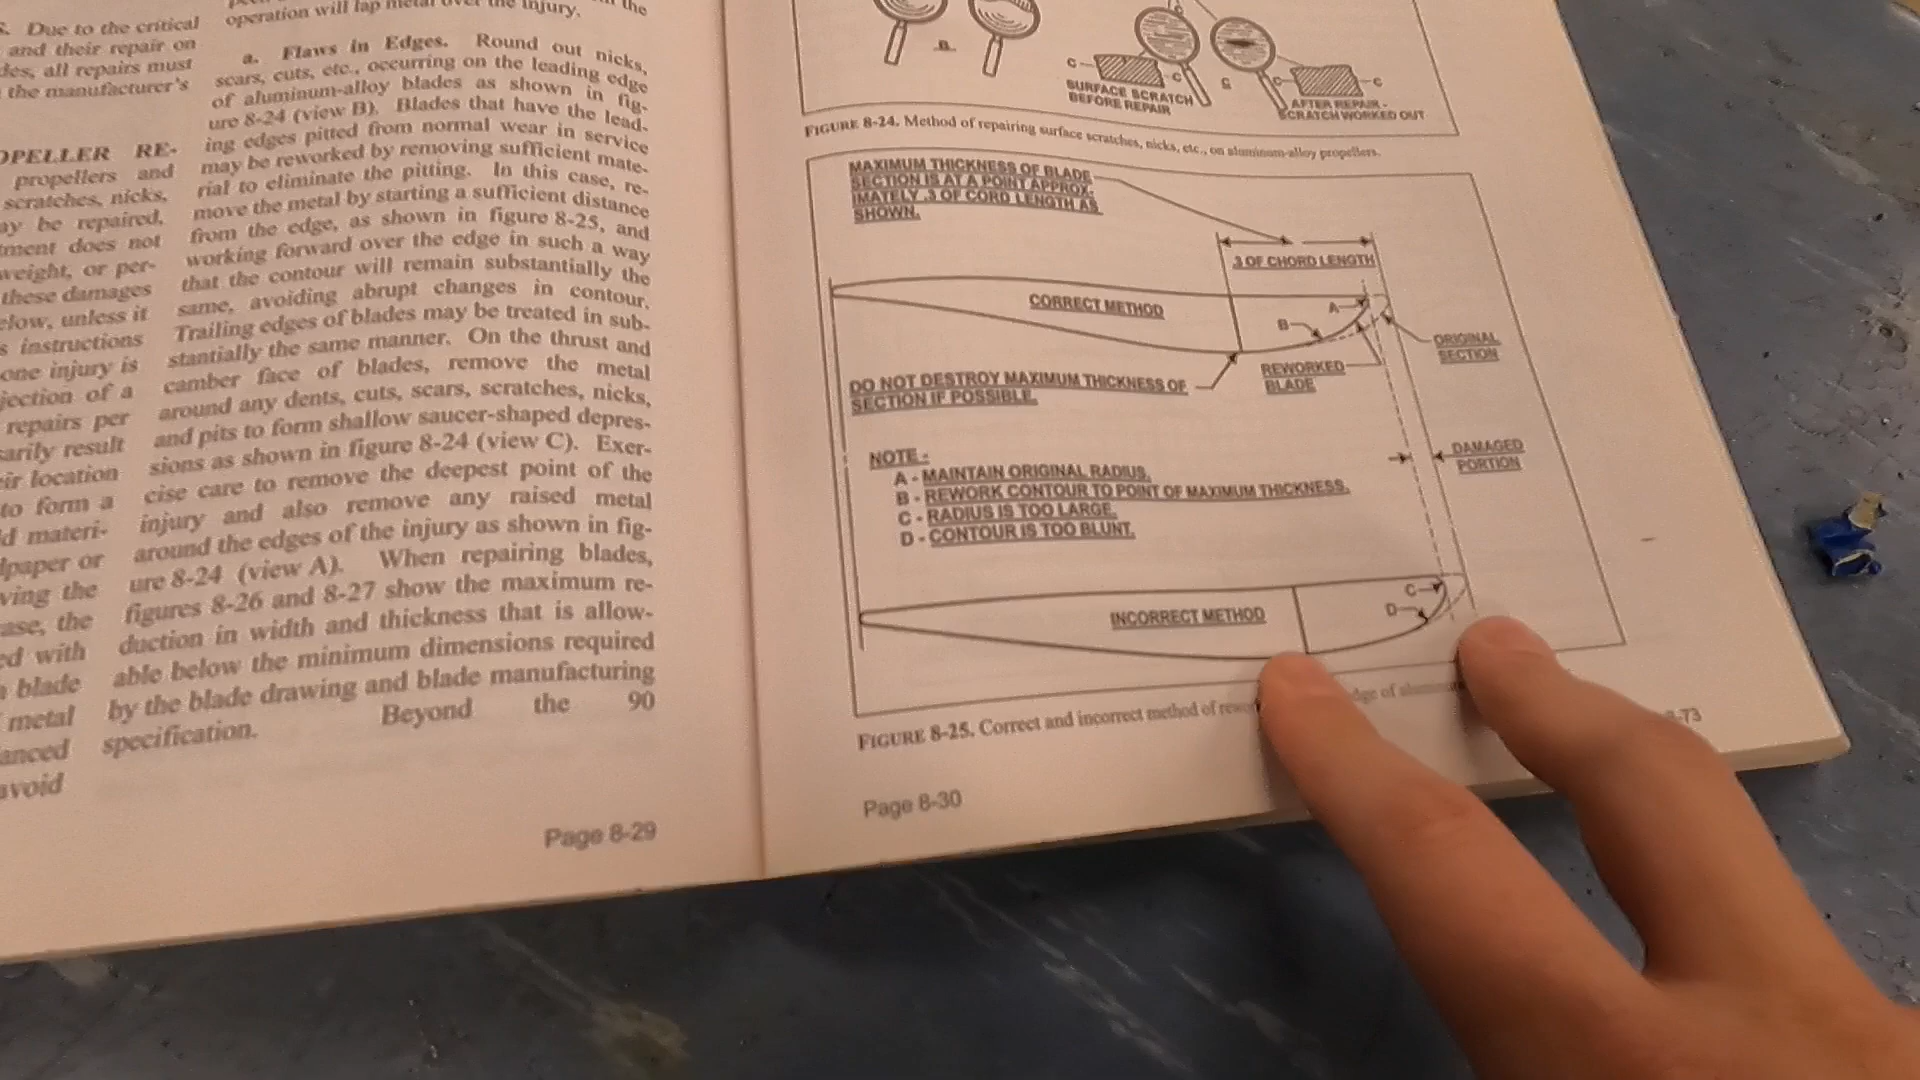 S. Due to the critical
and their repair on
all repairs must
the manufacturer's
OPELLER RE-
propellers and
scratches, nicks,
ay be repaired,
tment does not
weight, or per-
these damages
elow, unless it
s instructions
one injury is
jection of a
repairs per
sarily result
eir location
to form a
d materi-
paper or
ving the
ase, the
ed with
blade
metal
anced
avoid
the
operation will lap metal over the injury.
a. Flaws in Edges. Round out nicks,
scars, cuts, etc., occurring on the leading edge
of aluminum-alloy blades as shown in fig-
ure 8-24 (view B). Blades that have the lead-
ing edges pitted from normal wear in service
may be reworked by removing sufficient mate-
rial to eliminate the pitting. In this case, re-
move the metal by starting a sufficient distance
from the edge, as shown in figure 8-25, and
working forward over the edge in such a way
that the contour will remain substantially the
same, avoiding abrupt changes in contour.
Trailing edges of blades may be treated in sub-
stantially the same manner. On the thrust and
camber face of blades, remove the metal
around any dents, cuts, scars, scratches, nicks,
and pits to form shallow saucer-shaped depres-
sions as shown in figure 8-24 (view C). Exer-
cise care to remove the deepest point of the
injury and also remove any raised metal
around the edges of the injury as shown in fig-
ure 8-24 (view A). When repairing blades,
figures 8-26 and 8-27 show the maximum re-
duction in width and thickness that is allow-
able below the minimum dimensions required
by the blade drawing and blade manufacturing
specification. Beyond the 90
Page 8-29
B
C
C
C
C
C
SURFACE SCRATCH
BEFORE REPAIR
AFTER REPAIR -
SCRATCH WORKED OUT
FIGURE 8-24. Method of repairing surface scratches, nicks, etc., on aluminum-alloy propellers.
MAXIMUM THICKNESS OF BLADE
SECTION IS AT A POINT APPROX-
IMATELY .3 OF CORD LENGTH AS
SHOWN.
.3 OF CHORD LENGTH
CORRECT METHOD
A
B
ORIGINAL
SECTION
REWORKED
BLADE
DO NOT DESTROY MAXIMUM THICKNESS OF
SECTION IF POSSIBLE.
DAMAGED
PORTION
NOTE -
A - MAINTAIN ORIGINAL RADIUS.
B - REWORK CONTOUR TO POINT OF MAXIMUM THICKNESS.
C - RADIUS IS TOO LARGE.
D - CONTOUR IS TOO BLUNT.
C
D
INCORRECT METHOD
FIGURE 8-25. Correct and incorrect method of rewo dge of alumin
-73
Page 8-30